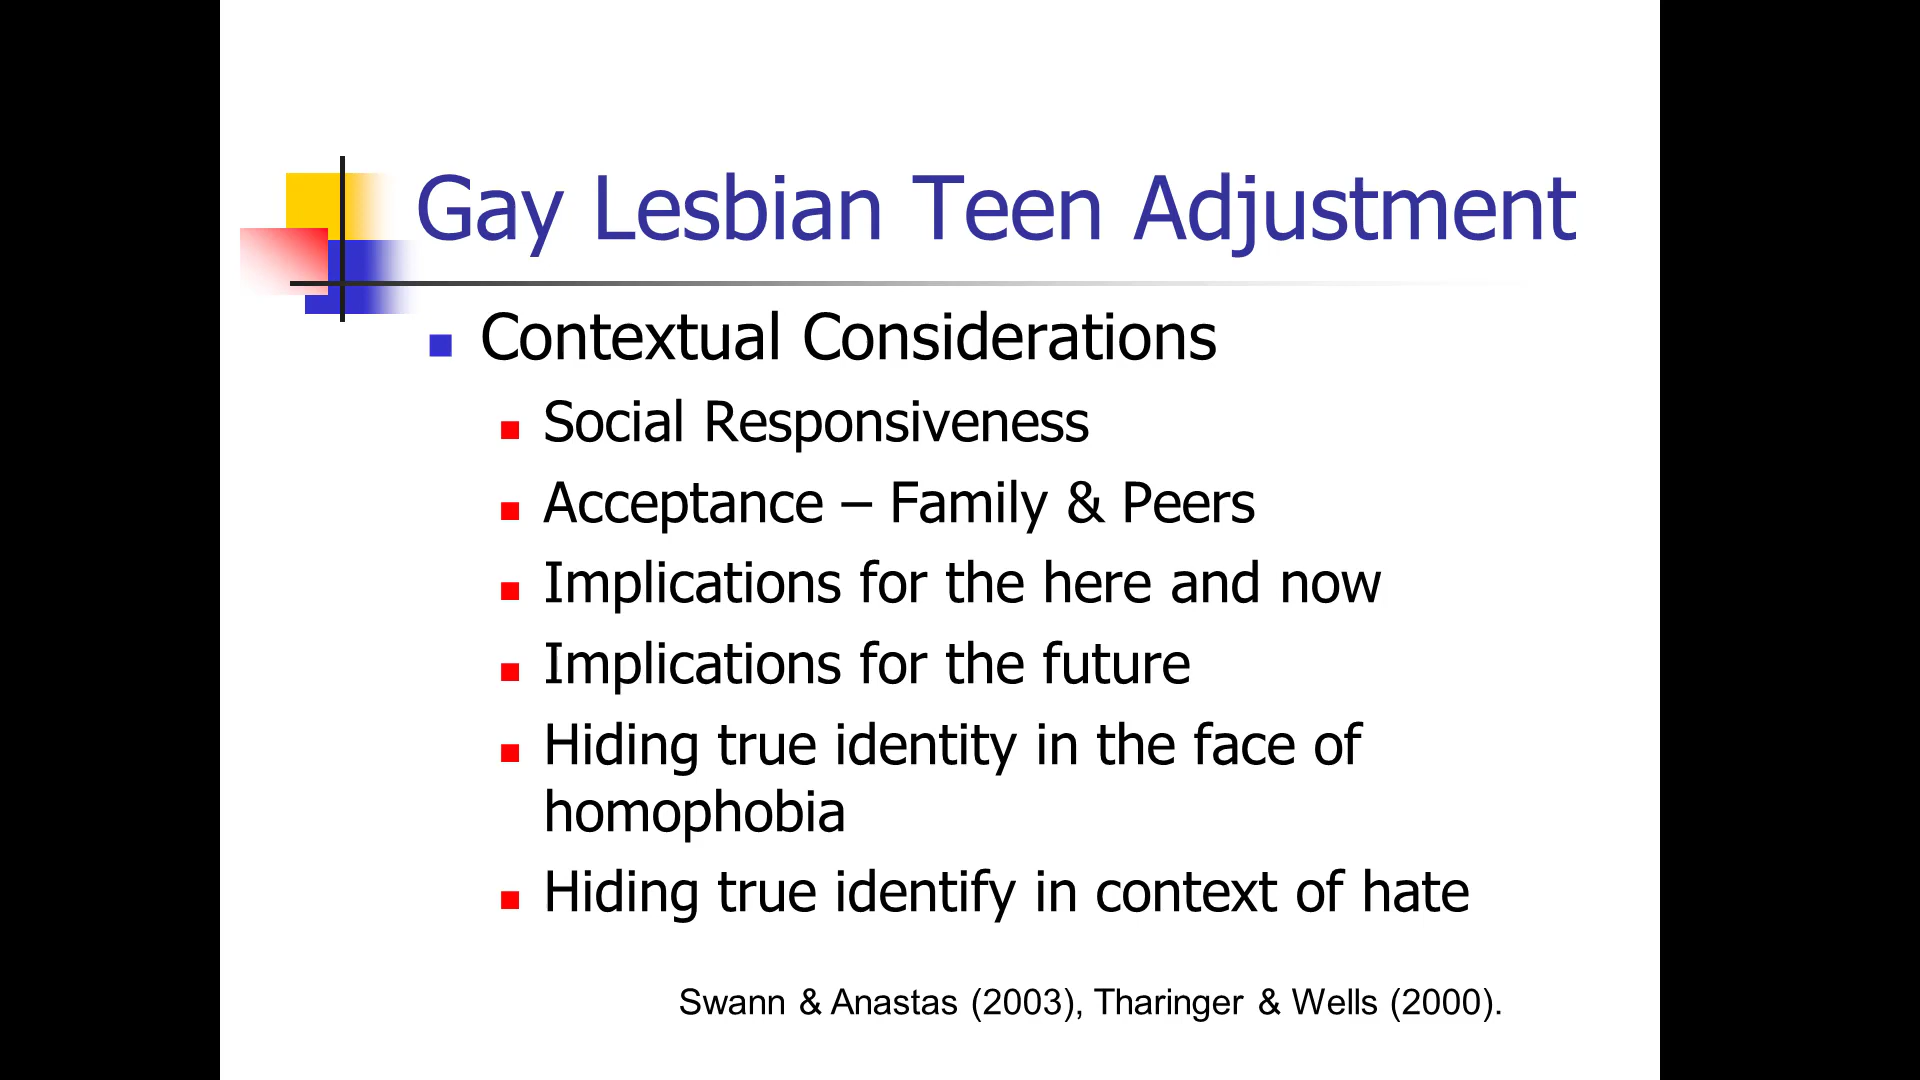 Gay Lesbian Teen Adjustment
Contextual Considerations
Social Responsiveness
Acceptance – Family & Peers
Implications for the here and now
Implications for the future
Hiding true identity in the face of
homophobia
Hiding true identify in context of hate
Swann & Anastas (2003), Tharinger & Wells (2000).